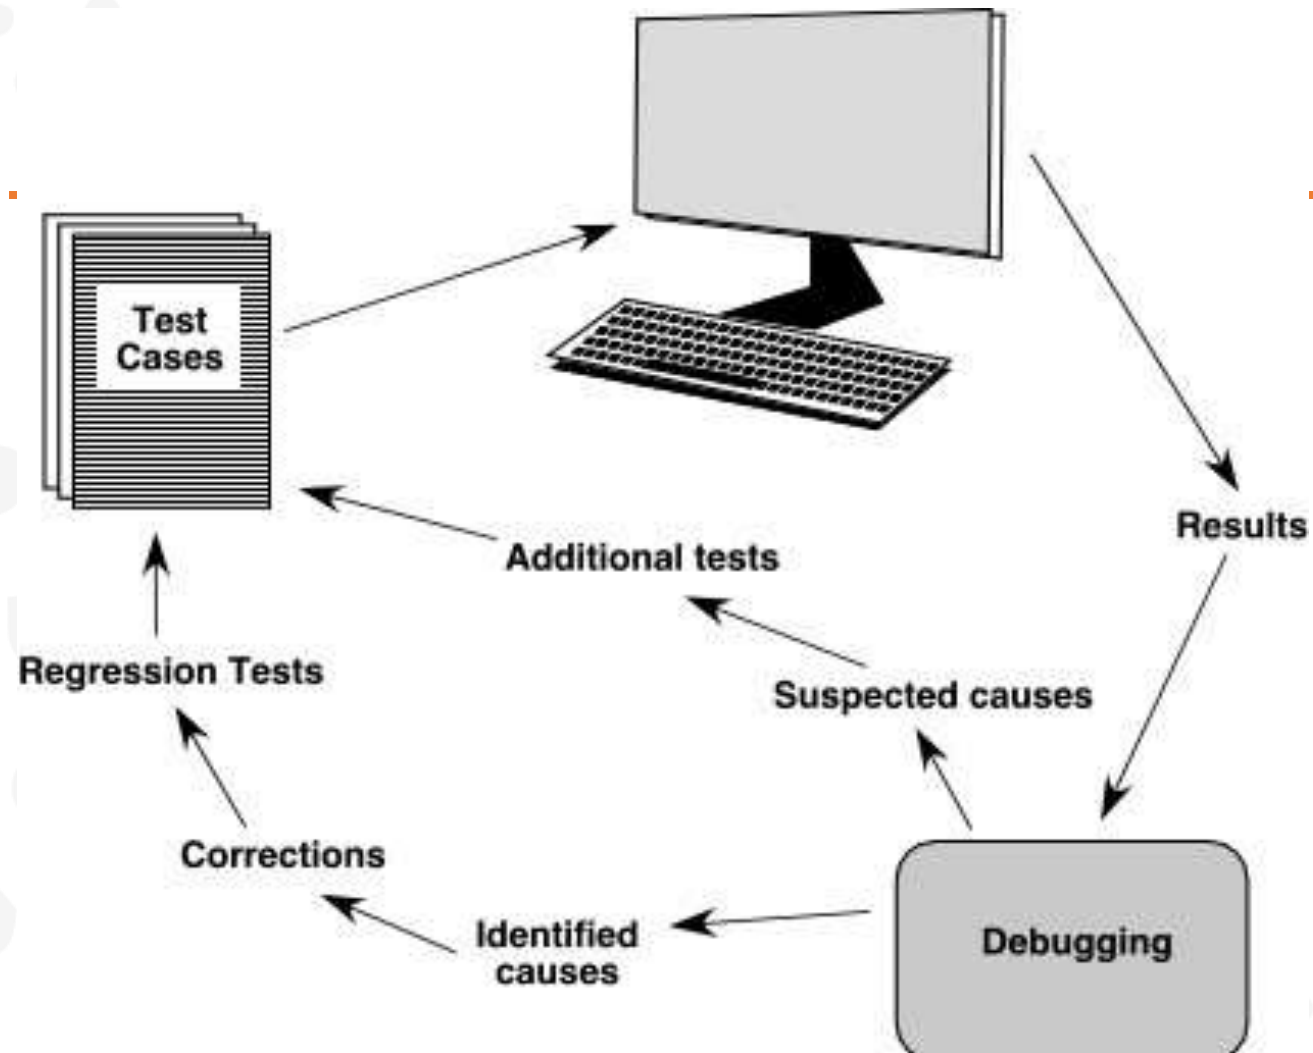 Test
Cases
Results
Additional tests
Regression Tests
Suspected causes
Corrections
Identified
causes
Debugging